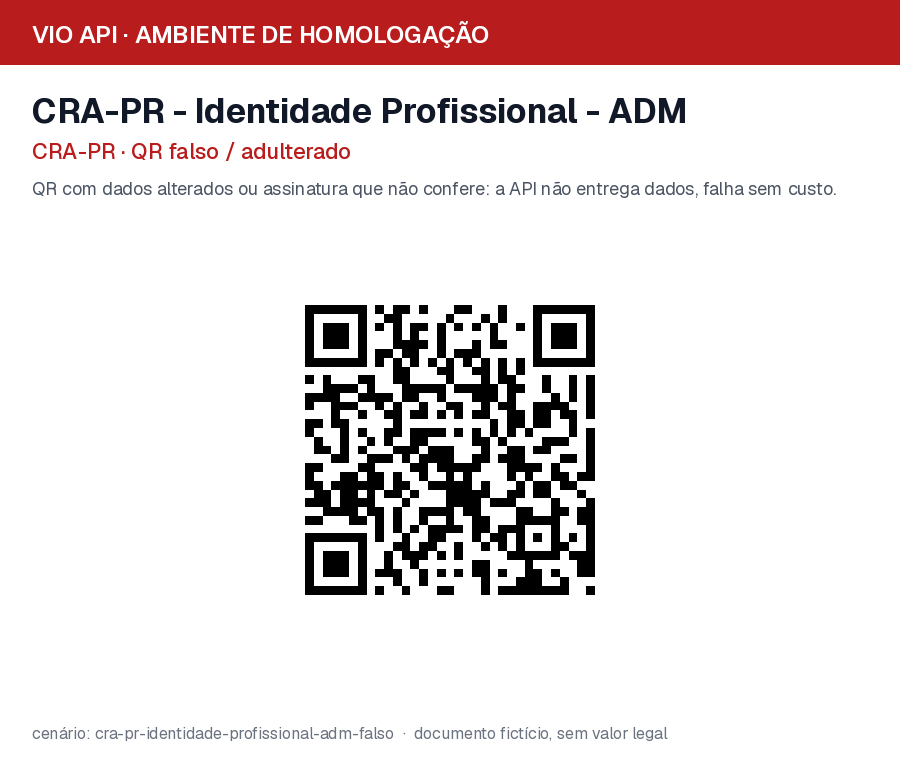 VIO API · AMBIENTE DE HOMOLOGAÇÃO
CRA-PR - Identidade Profissional - ADM
CRA-PR · QR falso / adulterado
QR com dados alterados ou assinatura que não confere: a API não entrega dados, falha sem custo.
cenário: cra-pr-identidade-profissional-adm-falso · documento fictício, sem valor legal